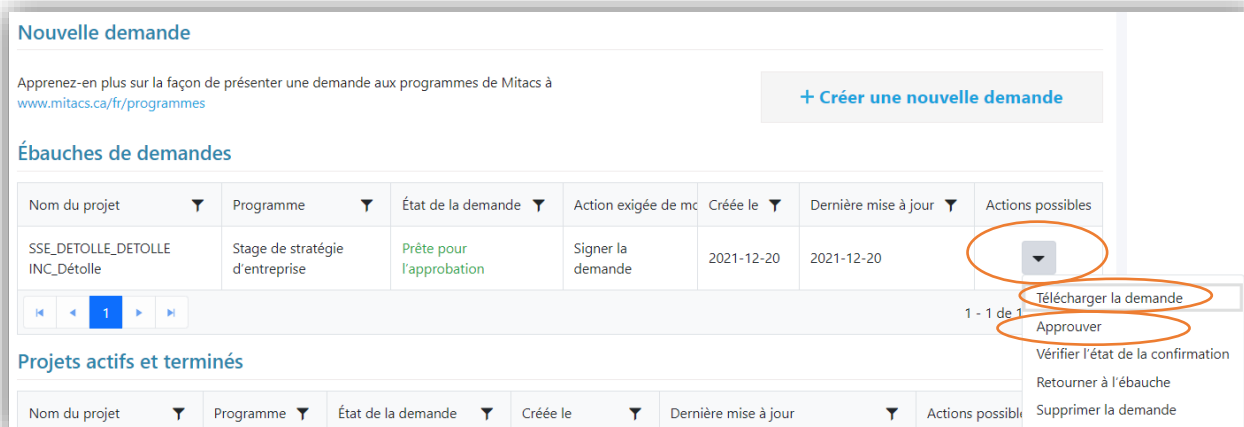 Nouvelle demande
Apprenez-en plus sur la façon de présenter une demande aux programmes de Mitacs à
www.mitacs.ca/fr/programmes
+ Créer une nouvelle demande
Ébauches de demandes
Nom du projet Programme État de la demande Action exigée de mo Créée le Dernière mise à jour Actions possibles
SSE_DETOLLE_DETOLLE
INC_Détolle
Stage de stratégie
d'entreprise
Prête pour
l'approbation
Signer la
demande
2021-12-20
2021-12-20
1
1 - 1 de 1
Télécharger la demande
Approuver
Vérifier l'état de la confirmation
Retourner à l'ébauche
Supprimer la demande
Projets actifs et terminés
Nom du projet Programme État de la demande Créée le Dernière mise à jour Actions possible